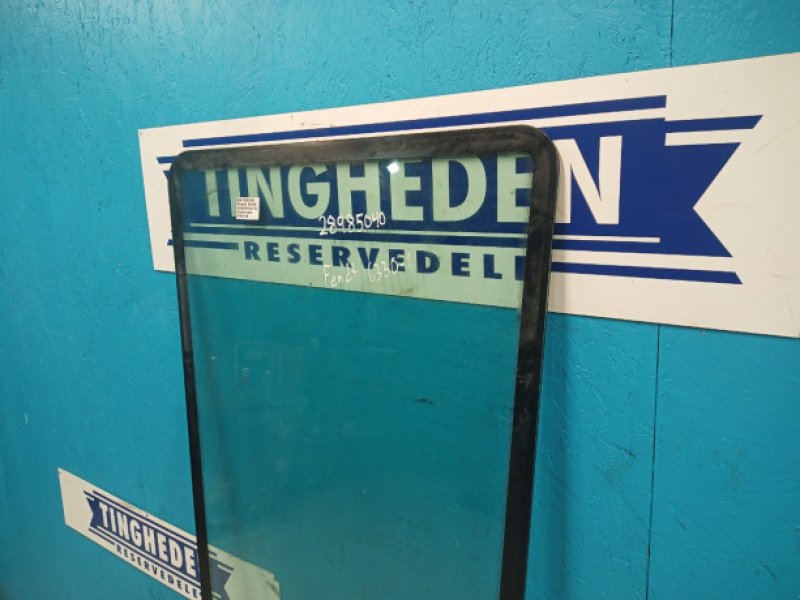 TINGHEDEN
28985040
RESERVEDELE
Fendt 6330
TINGHEDEN
RESERVEDELE